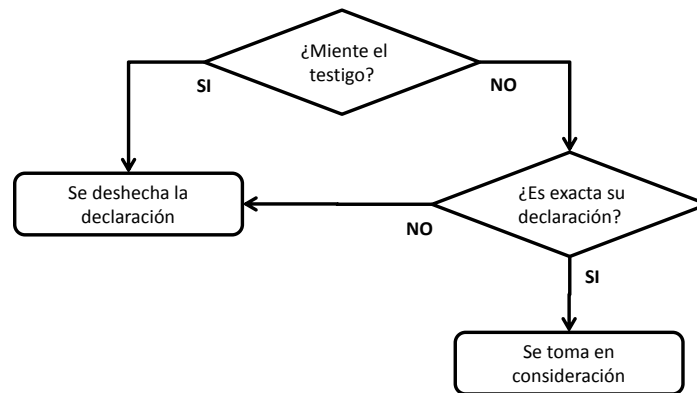 ¿Miente el
testigo?
SI
NO
Se deshecha la
declaración
¿Es exacta su
declaración?
NO
SI
Se toma en
consideración